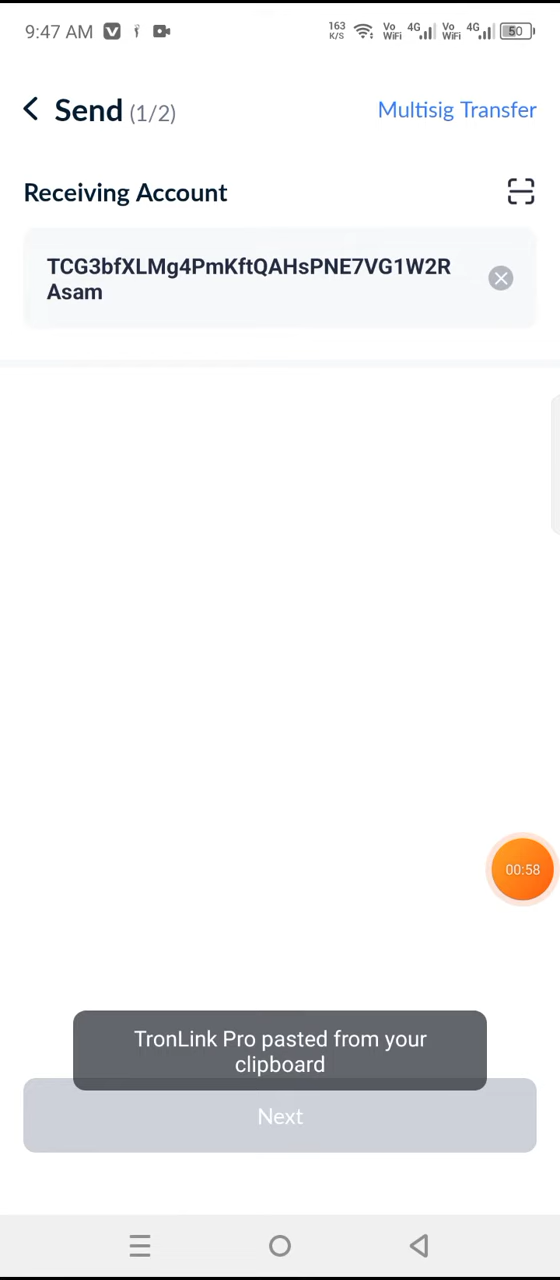 9:47 AM
163 K/S Vo WiFi 4G Vo WiFi 4G 50
Send (1/2)
Multisig Transfer
Receiving Account
TCG3bfXLMg4PmKftQAHsPNE7VG1W2R
Asam
00:58
TronLink Pro pasted from your
clipboard
Next